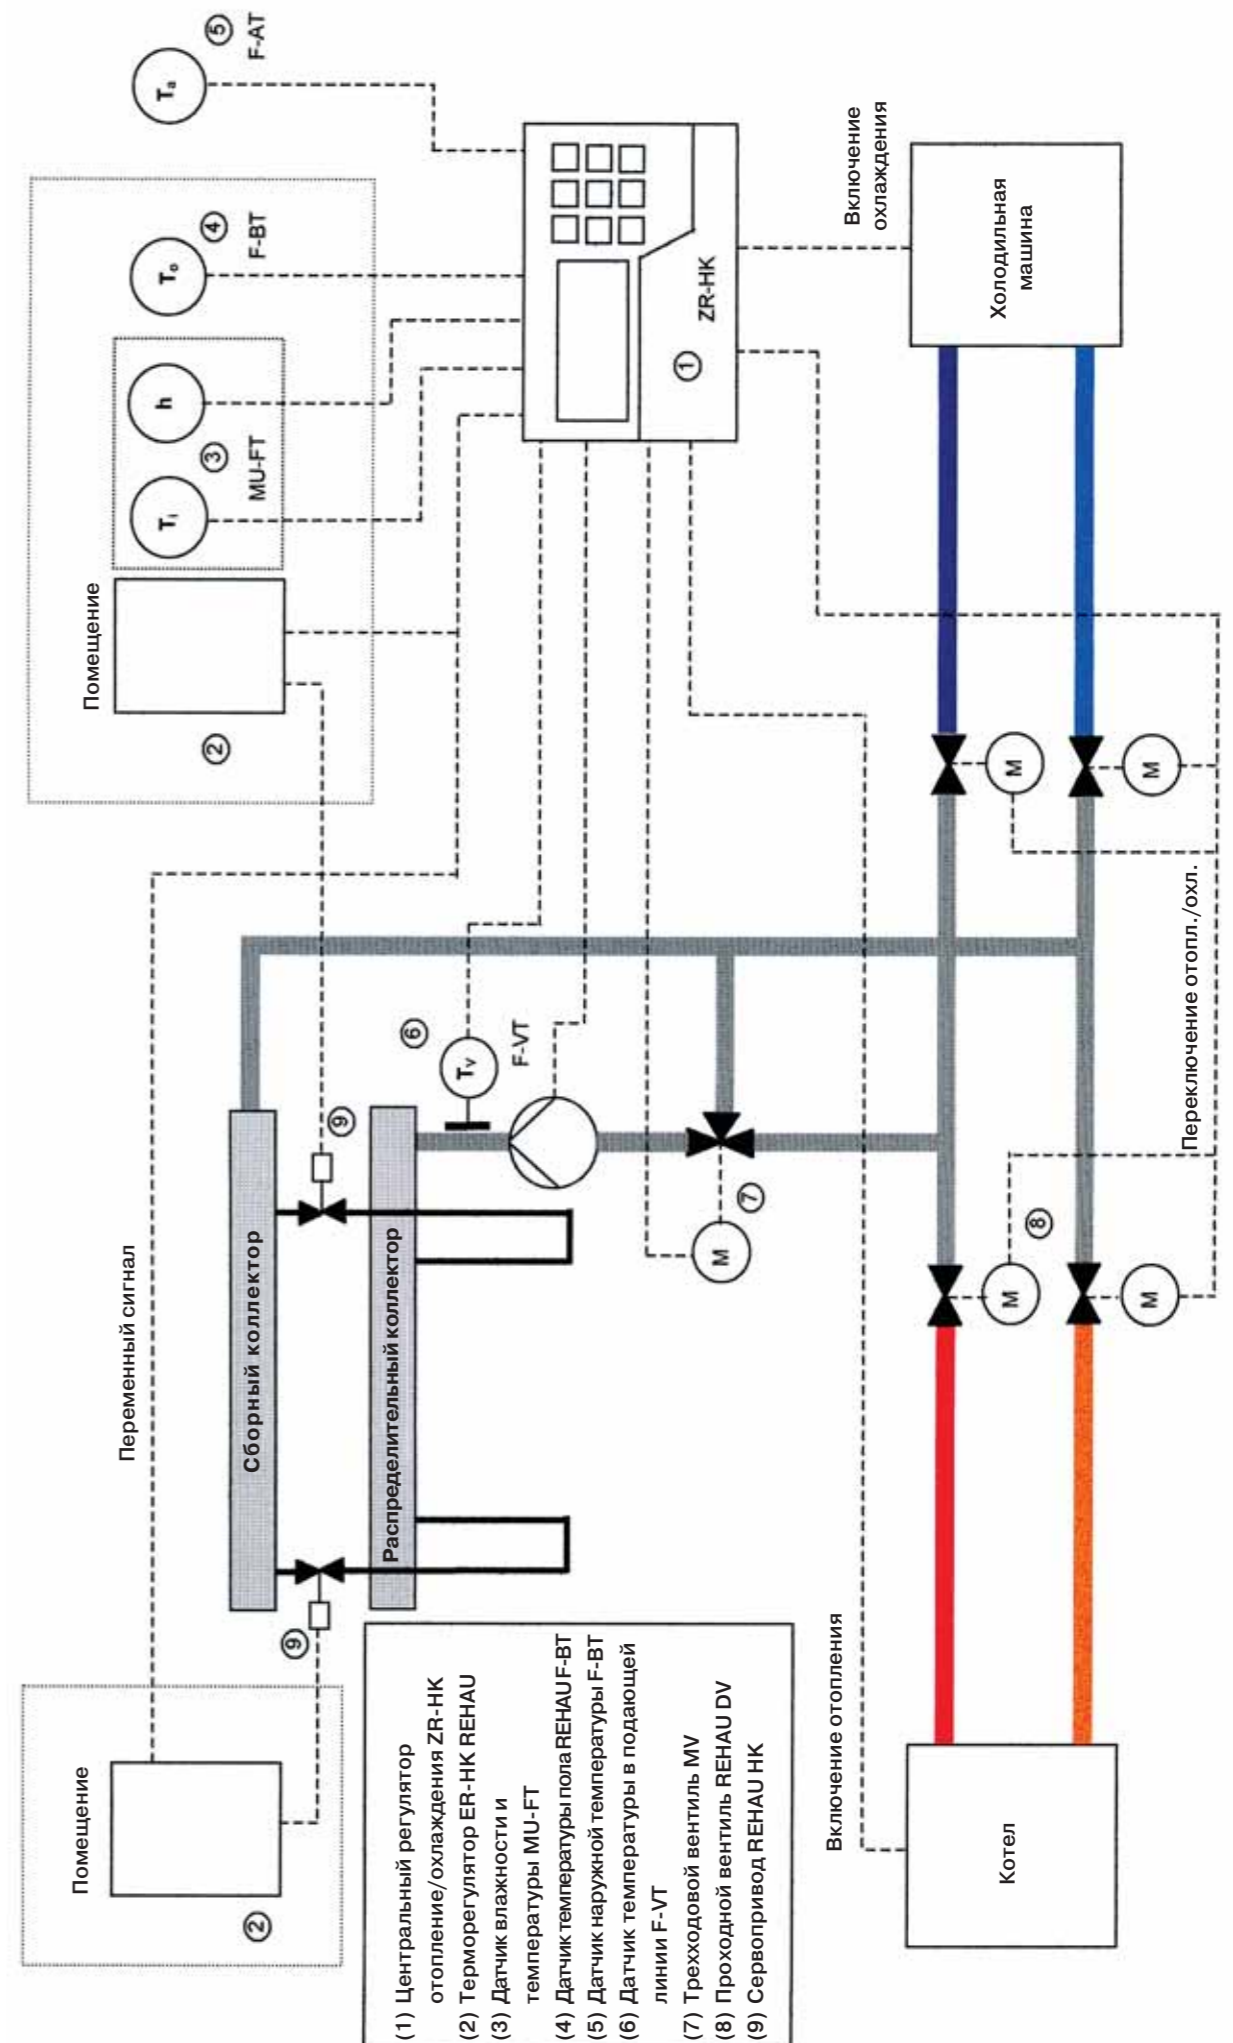 Помещение
2
Помещение
2
Ti
3
MU-FT
h
To
4
F-BT
Ta
5
F-AT
Переменный сигнал
Сборный коллектор
Распределительный коллектор
9
9
Tv
6
F-VT
M
7
ZR-HK
1
Включение
охлаждения
Холодильная
машина
M
M
Переключение отопл./охл.
M
8
M
Включение отопления
Котел
(1) Центральный регулятор
отопление/охлаждения ZR-HK
(2) Терморегулятор ER-HK REHAU
(3) Датчик влажности и
температуры MU-FT
(4) Датчик температуры пола REHAU F-BT
(5) Датчик наружной температуры F-BT
(6) Датчик температуры в подающей
линии F-VT
(7) Трехходовой вентиль MV
(8) Проходной вентиль REHAU DV
(9) Сервопривод REHAU HK